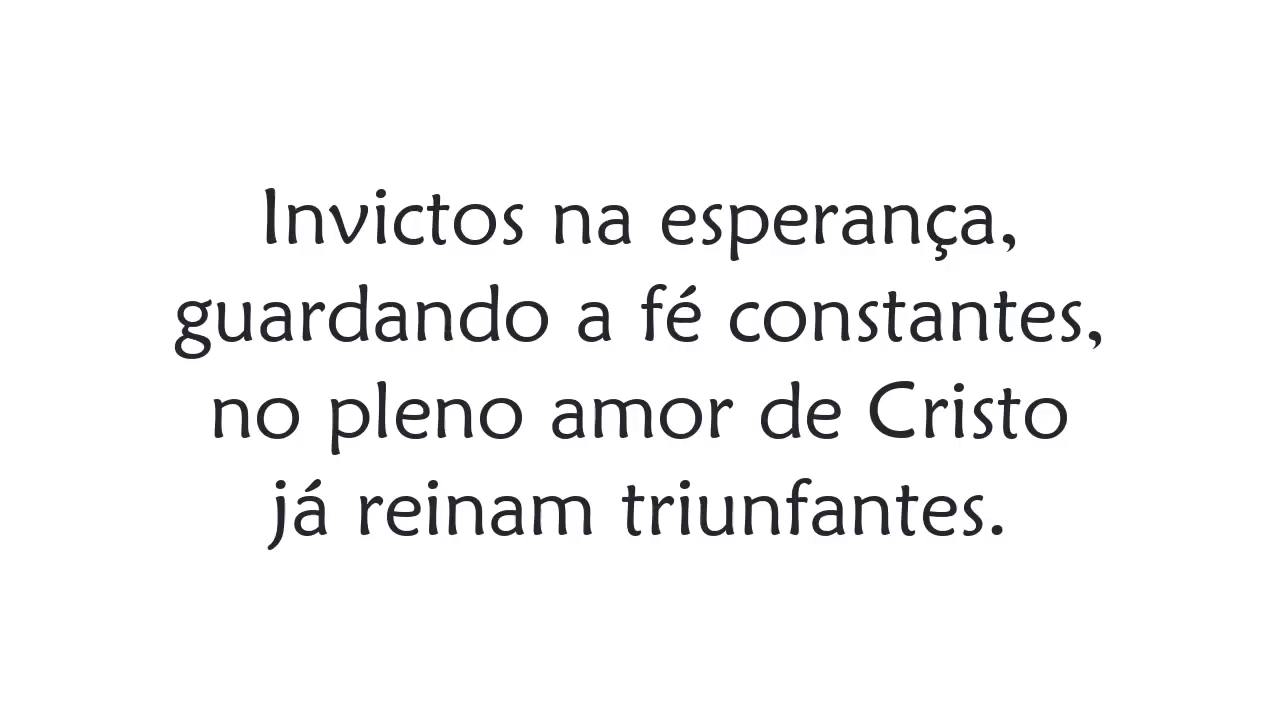 Invictos na esperança,
guardando a fé constantes,
no pleno amor de Cristo
já reinam triunfantes.